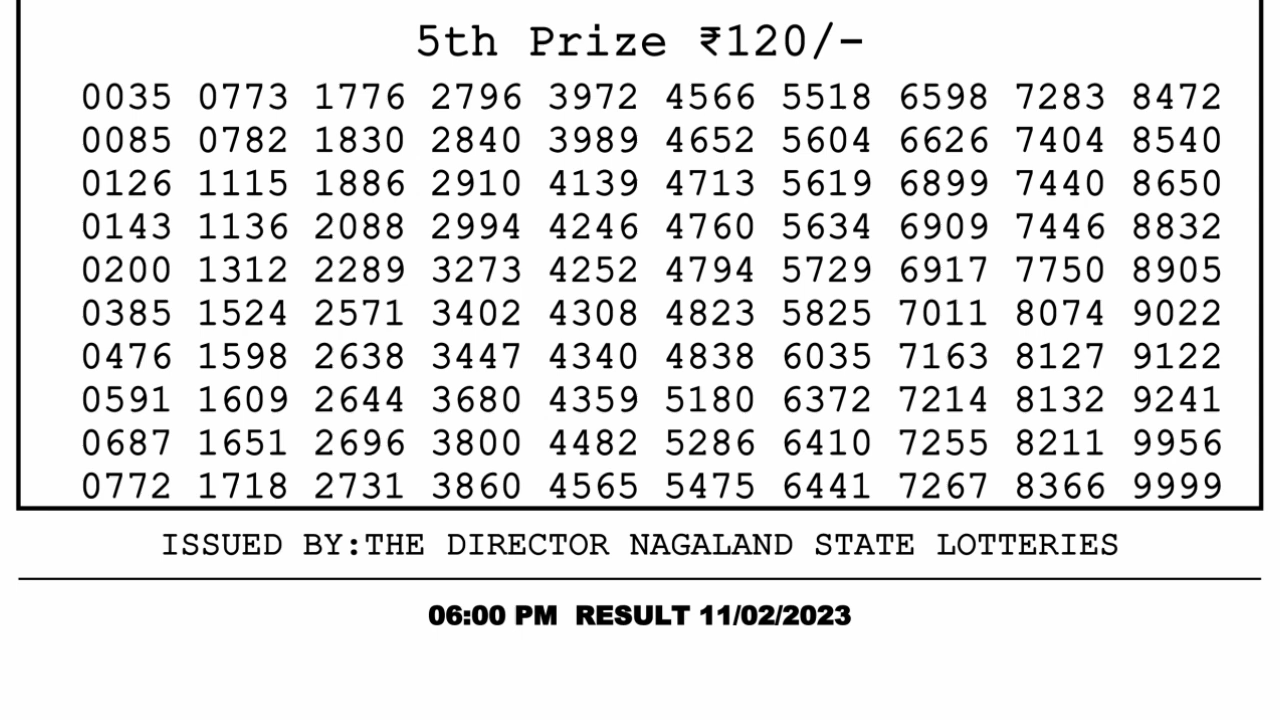 5th Prize ₹120/-
0035 0773 1776 2796 3972 4566 5518 6598 7283 8472
0085 0782 1830 2840 3989 4652 5604 6626 7404 8540
0126 1115 1886 2910 4139 4713 5619 6899 7440 8650
0143 1136 2088 2994 4246 4760 5634 6909 7446 8832
0200 1312 2289 3273 4252 4794 5729 6917 7750 8905
0385 1524 2571 3402 4308 4823 5825 7011 8074 9022
0476 1598 2638 3447 4340 4838 6035 7163 8127 9122
0591 1609 2644 3680 4359 5180 6372 7214 8132 9241
0687 1651 2696 3800 4482 5286 6410 7255 8211 9956
0772 1718 2731 3860 4565 5475 6441 7267 8366 9999
ISSUED BY:THE DIRECTOR NAGALAND STATE LOTTERIES
06:00 PM RESULT 11/02/2023